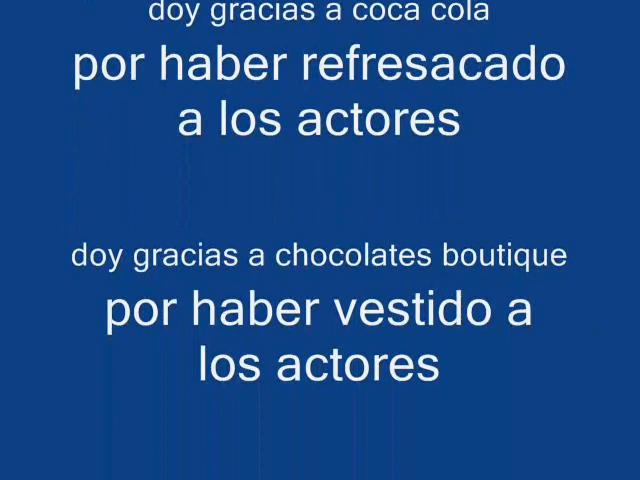 doy gracias a coca cola
por haber refresacado
a los actores
doy gracias a chocolates boutique
por haber vestido a
los actores